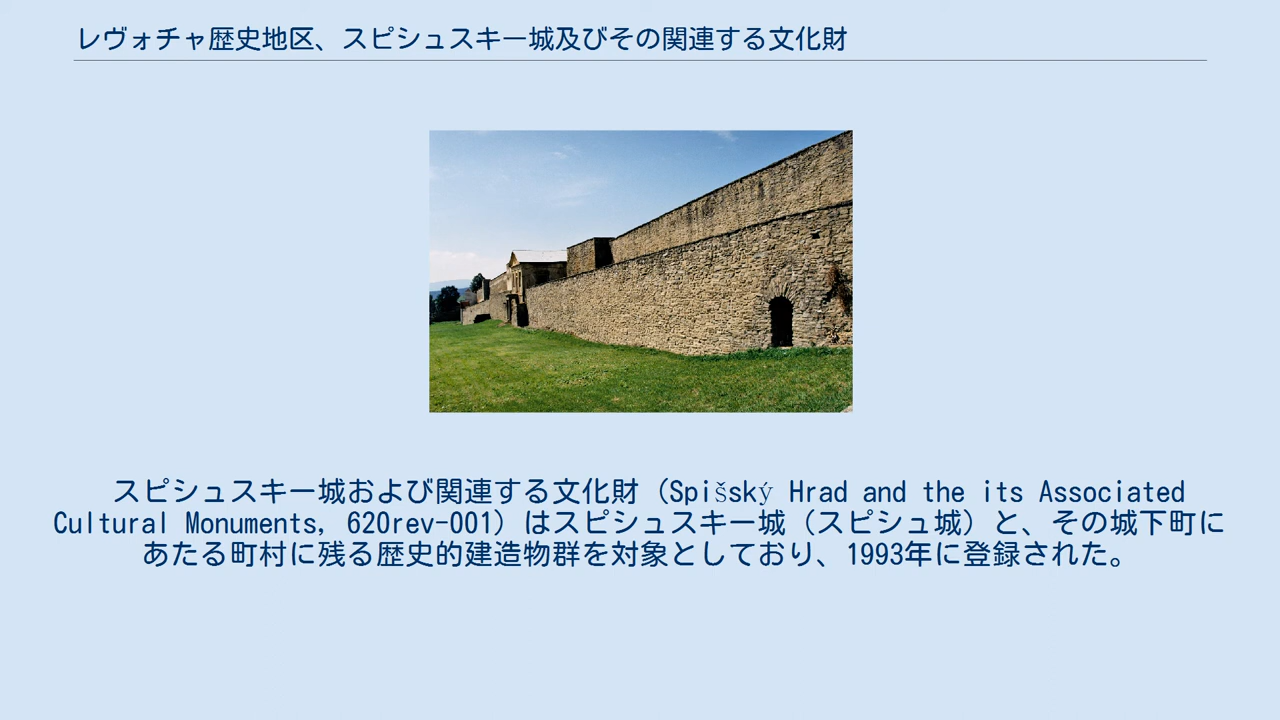 レヴォチャ歴史地区、スピシュスキー城及びその関連する文化財
スピシュスキー城および関連する文化財（Spišský Hrad and the its Associated
Cultural Monuments, 620rev-001）はスピシュスキー城（スピシュ城）と、その城下町に
あたる町村に残る歴史的建造物群を対象としており、1993年に登録された。